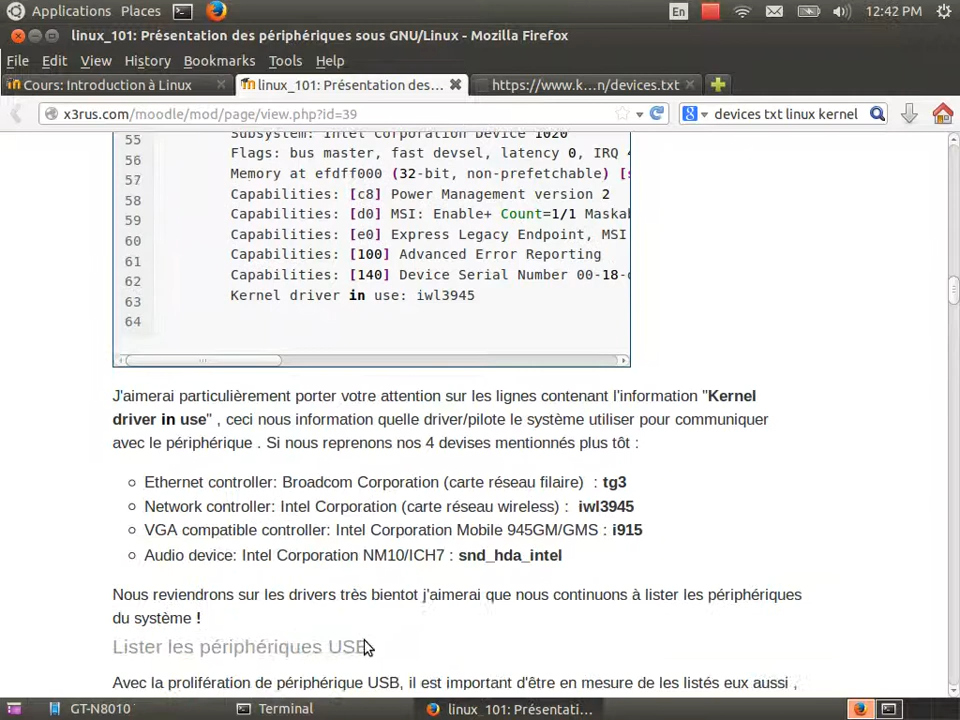 Applications Places En 12:42 PM
linux_101: Présentation des périphériques sous GNU/Linux - Mozilla Firefox
File Edit View History Bookmarks Tools Help
Cours: Introduction à Linux linux_101: Présentation des... https://www.k...n/devices.txt
x3rus.com/moodle/mod/page/view.php?id=39 devices txt linux kernel
55 Subsystem: Intel Corporation Device 1020
56 Flags: bus master, fast devsel, latency 0, IRQ
57 Memory at efdff000 (32-bit, non-prefetchable) [
58 Capabilities: [c8] Power Management version 2
59 Capabilities: [d0] MSI: Enable+ Count=1/1 Maskab
60 Capabilities: [e0] Express Legacy Endpoint, MSI
61 Capabilities: [100] Advanced Error Reporting
62 Capabilities: [140] Device Serial Number 00-18-
63 Kernel driver in use: iwl3945
64
J'aimerai particulièrement porter votre attention sur les lignes contenant l'information "Kernel
driver in use" , ceci nous information quelle driver/pilote le système utiliser pour communiquer
avec le périphérique . Si nous reprenons nos 4 devises mentionnés plus tôt :
Ethernet controller: Broadcom Corporation (carte réseau filaire) : tg3
Network controller: Intel Corporation (carte réseau wireless) : iwl3945
VGA compatible controller: Intel Corporation Mobile 945GM/GMS : i915
Audio device: Intel Corporation NM10/ICH7 : snd_hda_intel
Nous reviendrons sur les drivers très bientot j'aimerai que nous continuons à lister les périphériques
du système !
Lister les périphériques USB
Avec la prolifération de périphérique USB, il est important d'être en mesure de les listés eux aussi ,
GT-N8010 Terminal linux_101: Présentati...